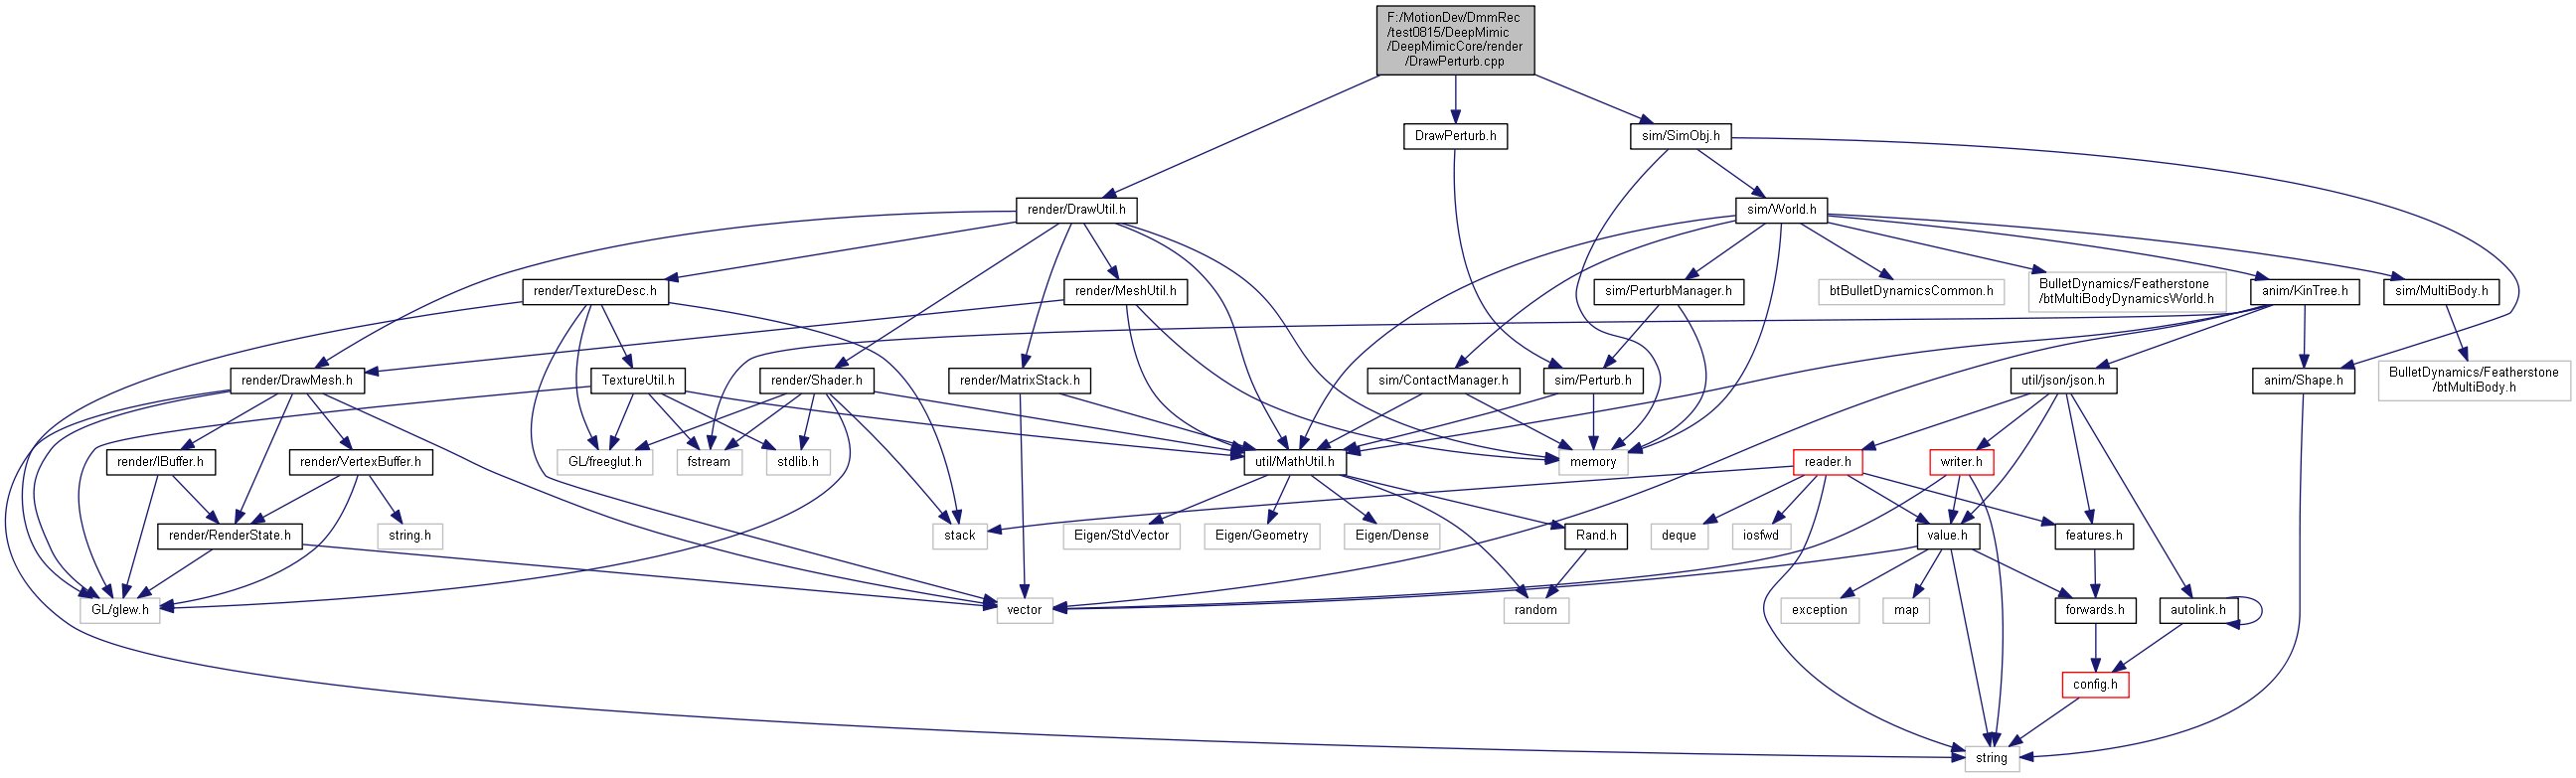 F:/MotionDev/DmmRec
/test0815/DeepMimic
/DeepMimicCore/render
/DrawPerturb.cpp
DrawPerturb.h
sim/SimObj.h
render/DrawUtil.h
sim/World.h
render/TextureDesc.h
render/MeshUtil.h
sim/PerturbManager.h
btBulletDynamicsCommon.h
BulletDynamics/Featherstone
/btMultiBodyDynamicsWorld.h
anim/KinTree.h
sim/MultiBody.h
render/DrawMesh.h
TextureUtil.h
render/Shader.h
render/MatrixStack.h
sim/ContactManager.h
sim/Perturb.h
util/json/json.h
anim/Shape.h
BulletDynamics/Featherstone
/btMultiBody.h
render/IBuffer.h
render/VertexBuffer.h
GL/freeglut.h
fstream
stdlib.h
util/MathUtil.h
memory
reader.h
writer.h
render/RenderState.h
string.h
stack
Eigen/StdVector
Eigen/Geometry
Eigen/Dense
Rand.h
deque
iosfwd
value.h
features.h
GL/glew.h
vector
random
exception
map
forwards.h
autolink.h
config.h
string